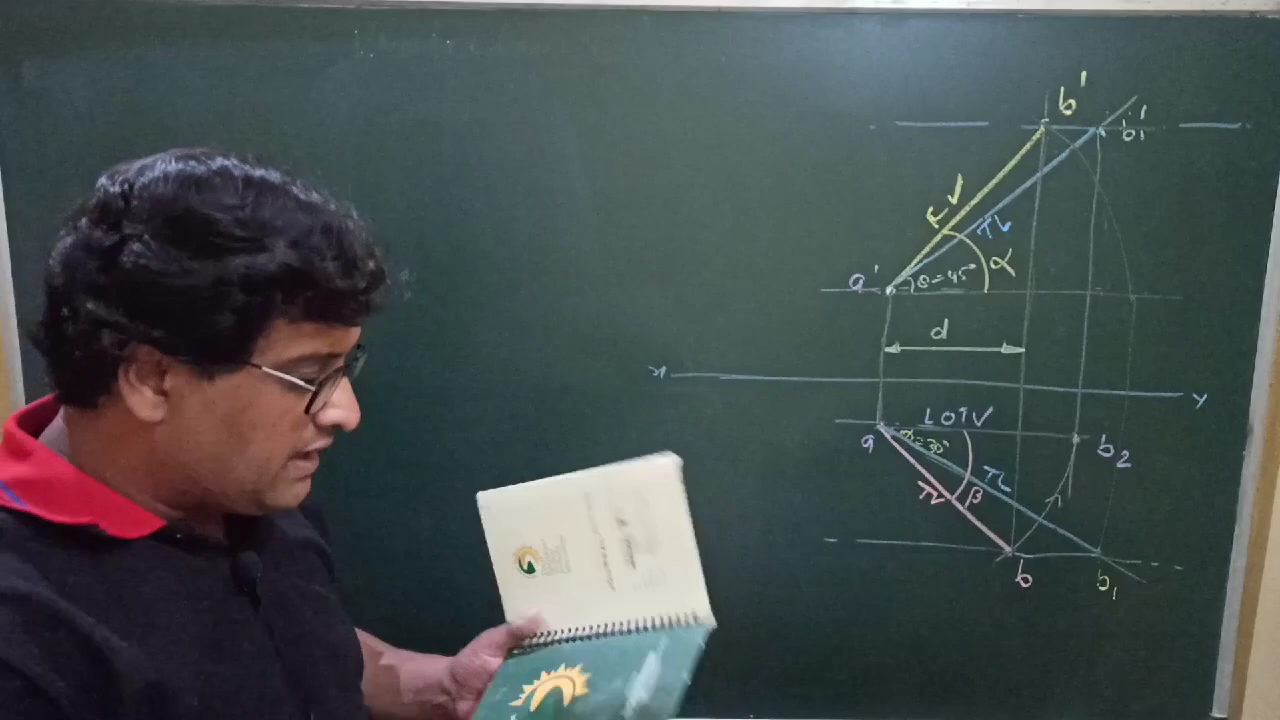 b'
b₁'
FV
TL
α
a'
θ=45°
d
x
y
LOTV
a
Ø=30°
b₂
TL
TL
β
b
b₁